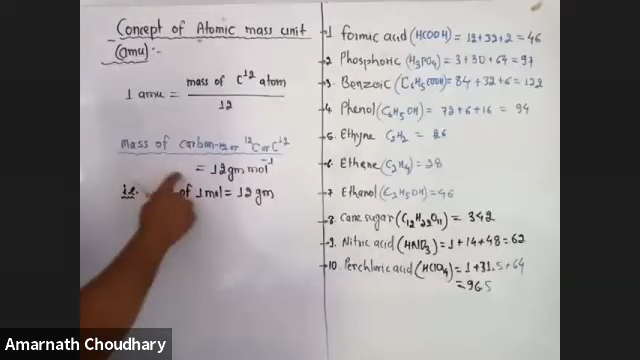 Concept of Atomic mass unit
(amu):-
1 amu = mass of C¹² atom
12
Mass of carbon-12 or ¹²C or C¹²
= 12 gm mol⁻¹
i.e. of 1 mol = 12 gm
1 Formic acid (HCOOH) = 12+32+2 = 46
2 Phosphoric (H₃PO₄) = 3+30+64 = 97
3 Benzoic (C₆H₅COOH) = 84+32+6 = 122
4 Phenol (C₆H₅OH) = 72+6+16 = 94
5. Ethyne C₂H₂ = 26
6. Ethene (C₂H₄) = 28
7. Ethanol (C₂H₅OH) = 46
8. Cane sugar (C₁₂H₂₂O₁₁) = 342
9. Nitric acid (HNO₃) = 1+14+48 = 62
10. Perchloric acid (HClO₄) = 1+31.5+64
= 96.5
Amarnath Choudhary